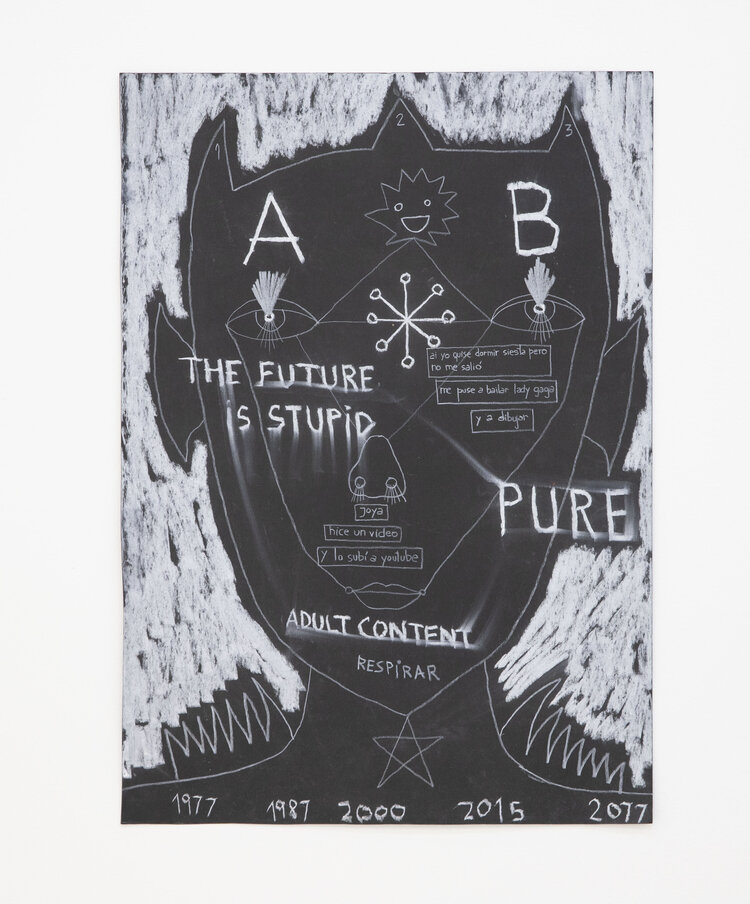 1
2
3
A
B
ai yo quise dormir siesta pero
no me salió
me puse a bailar lady gaga
y a dibujar
THE FUTURE
iS STUPiD
PURE
joya
hice un video
y lo subí a youtube
ADULT CONTENT
RESPiRAR
1977 1987 2000 2015 2077